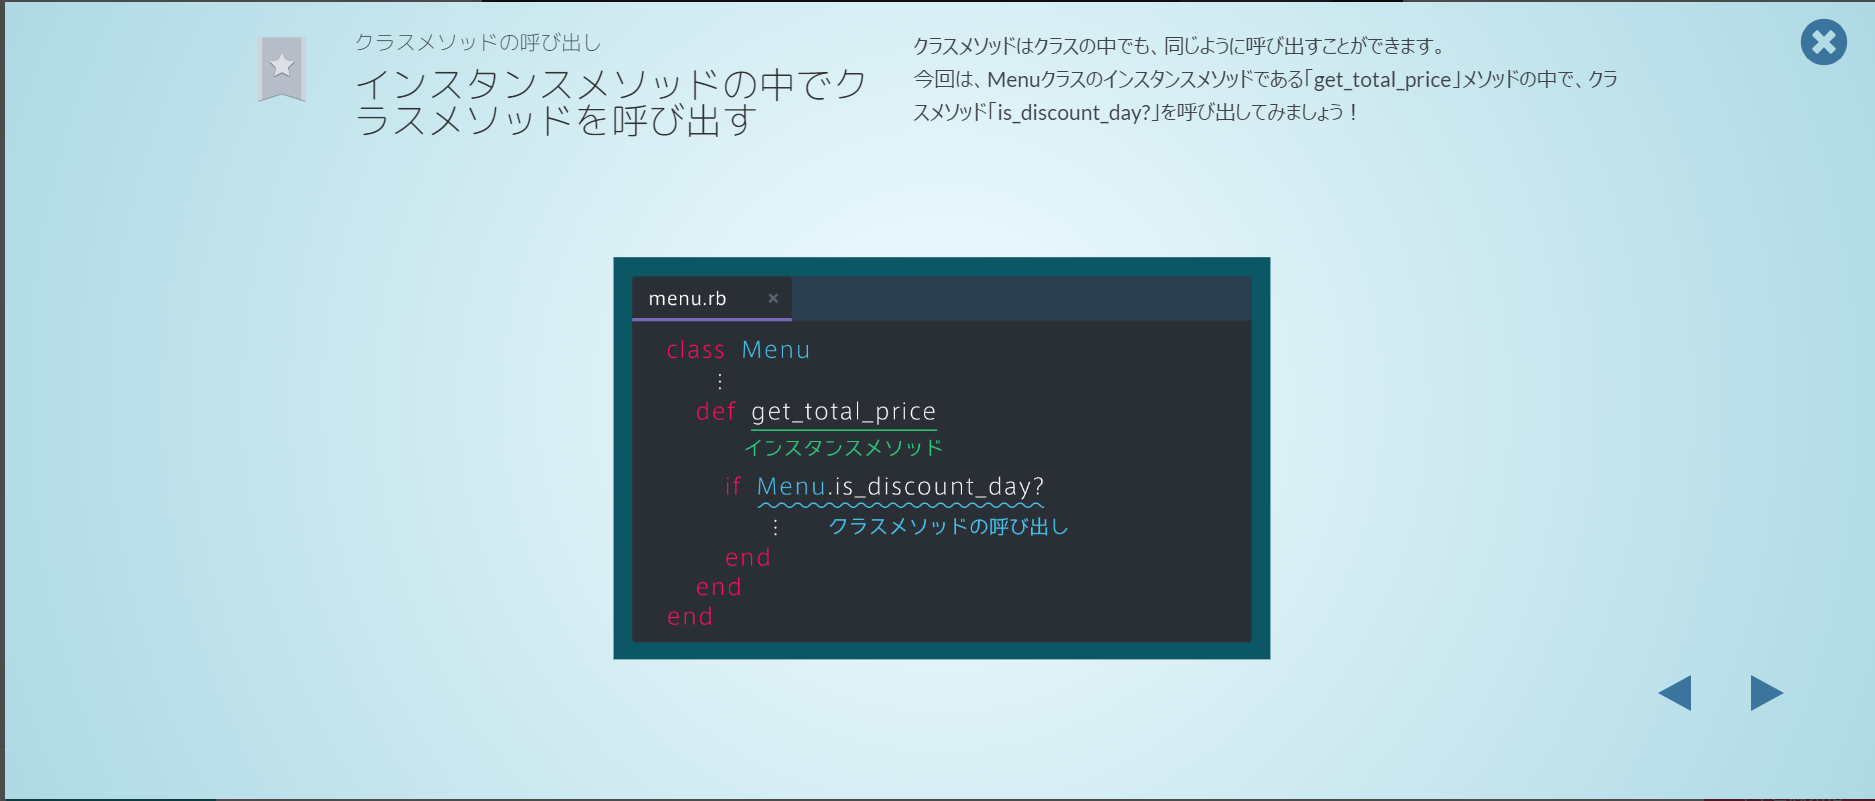 クラスメソッドの呼び出し
インスタンスメソッドの中でク
ラスメソッドを呼び出す
クラスメソッドはクラスの中でも、同じように呼び出すことができます。
今回は、Menuクラスのインスタンスメソッドである「get_total_price」メソッドの中で、クラ
スメソッド「is_discount_day?」を呼び出してみましょう！
menu.rb ×
class Menu
⋮
def get_total_price
インスタンスメソッド
if Menu.is_discount_day?
⋮ クラスメソッドの呼び出し
end
end
end